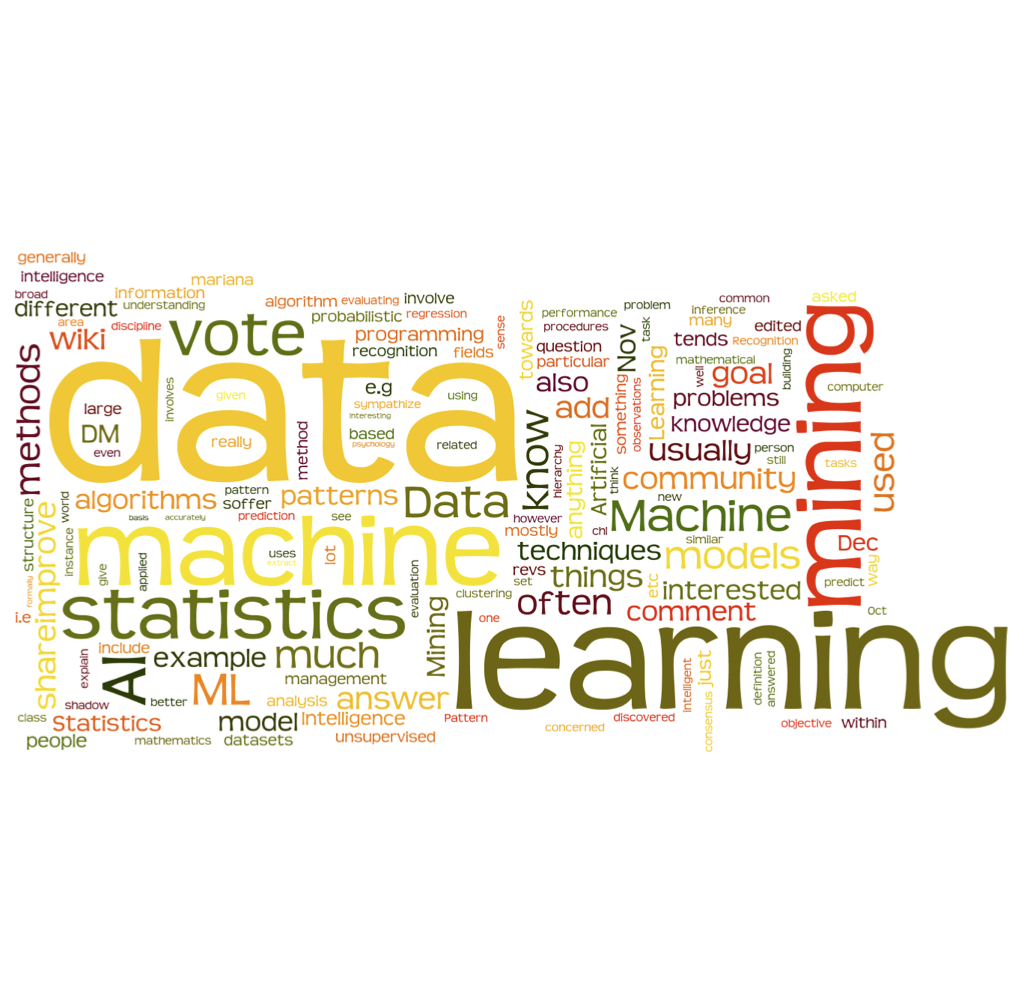 generally
intelligence
mariana
broad
information
different
understanding
algorithm
evaluating
involve
area
discipline
wiki
vote
probabilistic
regression
programming
recognition
fields
sense
towards
performance
procedures
question
particular
problem
Nov
task
common
inference
many
asked
edited
tends
Recognition
mathematical
well
goal
building
computer
methods
data
large
DM
even
involves
given
really
method
e.g
sympathize
using
interesting
based
psychology
related
also
add
something
observations
Learning
problems
knowledge
usually
person
still
mining
tasks
used
know
hierarchy
anything
Artificial
think
community
new
structure
world
algorithms
pattern
soffer
patterns
Data
basis
accurately
prediction
see
however
mostly
chl
Machine
similar
Dec
shareimprove
instance
machine
give
applied
uses
extract
lot
techniques
models
way
formally
i.e
statistics
evaluation
revs
set
things
etc
interested
predict
clustering
often
comment
Oct
Mining
one
learning
explain
include
AI
example
much
management
shadow
better
ML
analysis
answer
intelligent
consensus
just
definition
answered
class
Statistics
model
Intelligence
Pattern
concerned
discovered
objective
within
people
mathematics
datasets
unsupervised